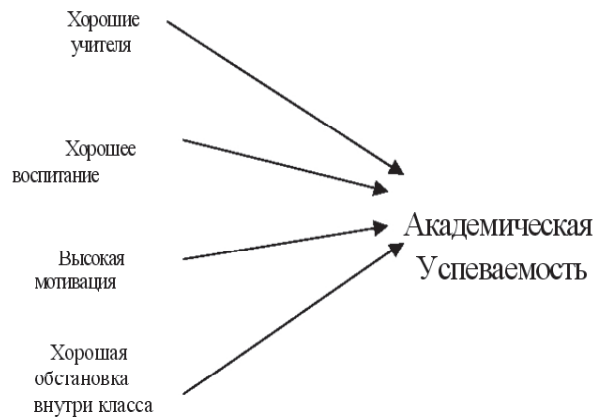 Хорошие
учителя
Хорошее
воспитание
Высокая
мотивация
Хорошая
обстановка
внутри класса
Академическая
Успеваемость